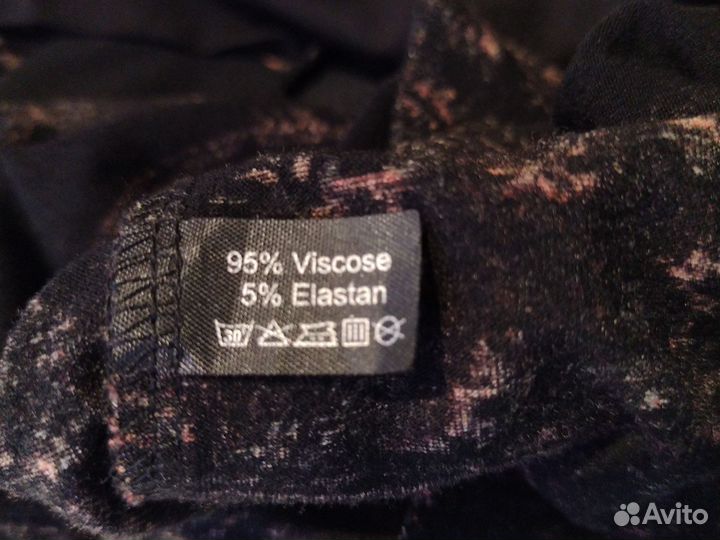 95% Viscose
5% Elastan
30
Avito